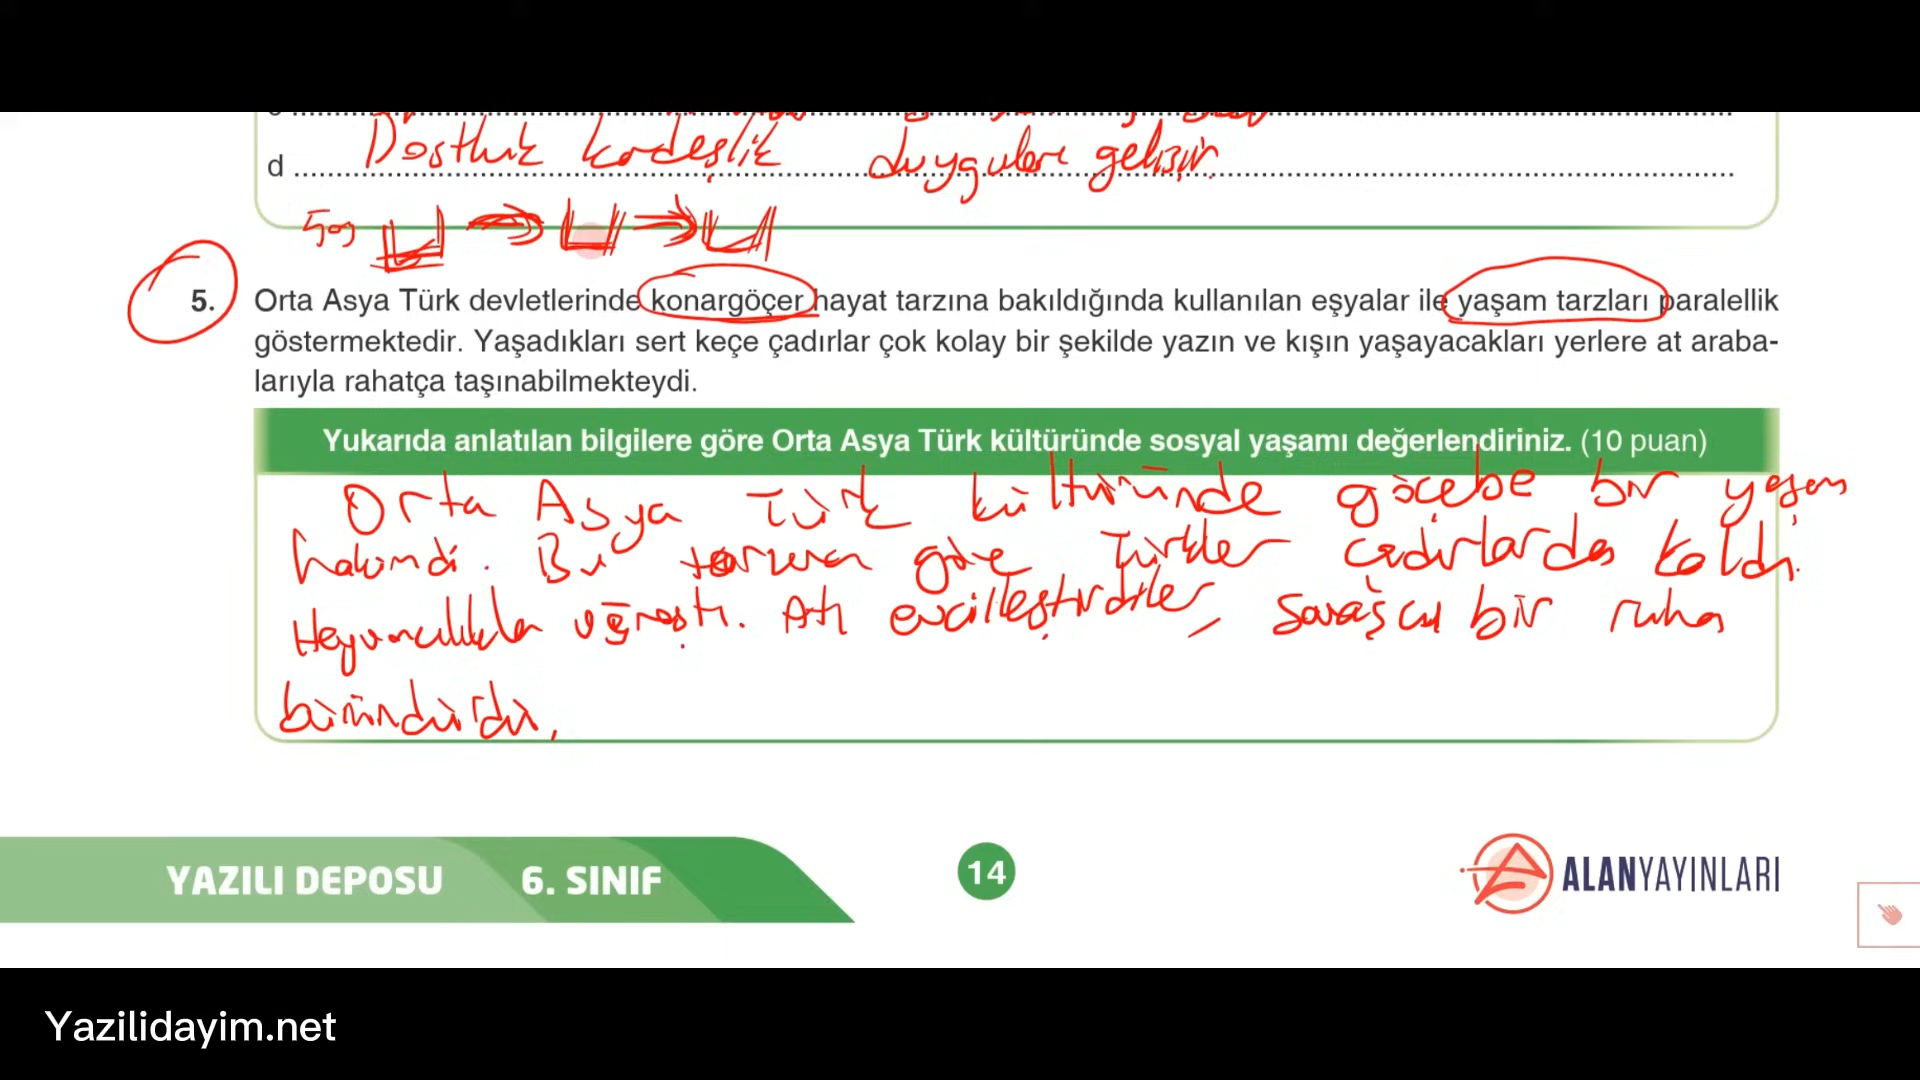 d ........ Dostluk kardeşlik duyguları gelişir.
5. Orta Asya Türk devletlerinde konargöçer hayat tarzına bakıldığında kullanılan eşyalar ile yaşam tarzları paralellik
göstermektedir. Yaşadıkları sert keçe çadırlar çok kolay bir şekilde yazın ve kışın yaşayacakları yerlere at araba-
larıyla rahatça taşınabilmekteydi.
Yukarıda anlatılan bilgilere göre Orta Asya Türk kültüründe sosyal yaşamı değerlendiriniz. (10 puan)
Orta Asya Türk kültüründe göçebe bir yaşam
hakimdi. Bu tarza göre Türkler çadırlarda kaldı.
Hayvancılıkla uğraştı. Atı evcilleştirdiler, savaşcı bir ruha
büründürdü.
YAZILI DEPOSU 6. SINIF 14 ALANYAYINLARI
Yazilidayim.net